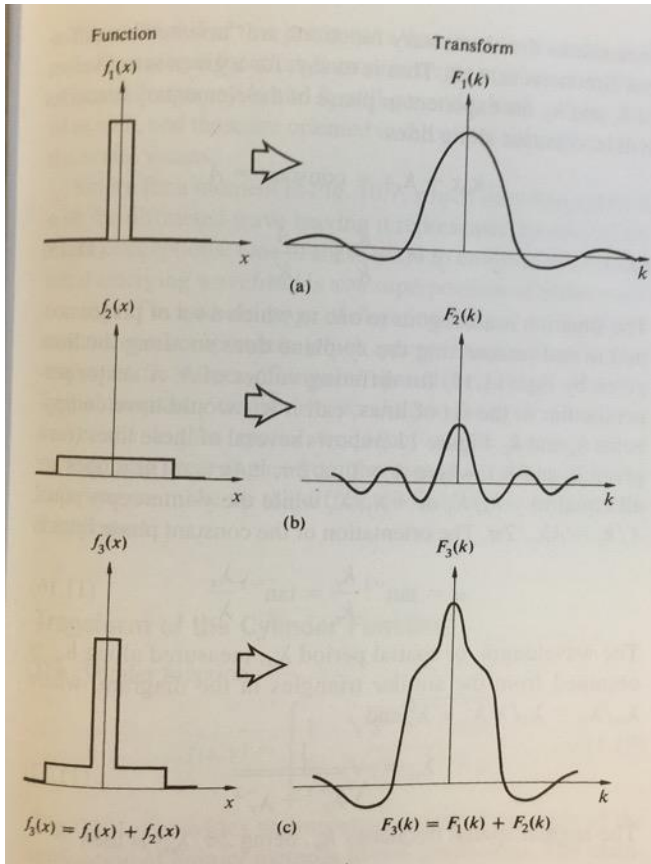 Function
Transform
f₁(x)
F₁(k)
x
k
(a)
f₂(x)
F₂(k)
x
k
(b)
f₃(x)
F₃(k)
x
k
f₃(x) = f₁(x) + f₂(x)
(c)
F₃(k) = F₁(k) + F₂(k)